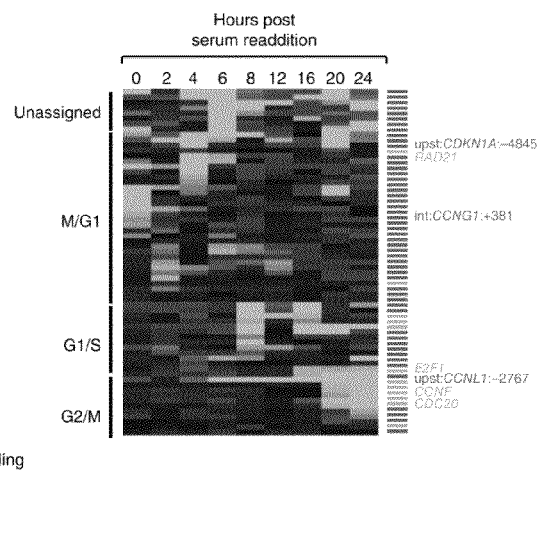 Hours post
serum readdition
0 2 4 6 8 12 16 20 24
Unassigned
upst:CDKN1A:–4845
RAD21
M/G1
int:CCNG1:+381
G1/S
E2F1
upst:CCNL1:–2767
CCNF
CDC20
G2/M
ling